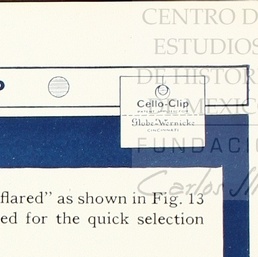 CENTRO D
ESTUDIOS
DE HISTOR
MEXIC
Cello-Clip
Globe-Wernicke
CINCINNATI
FUNDACI
Carlos
flared” as shown in Fig. 13
ed for the quick selection